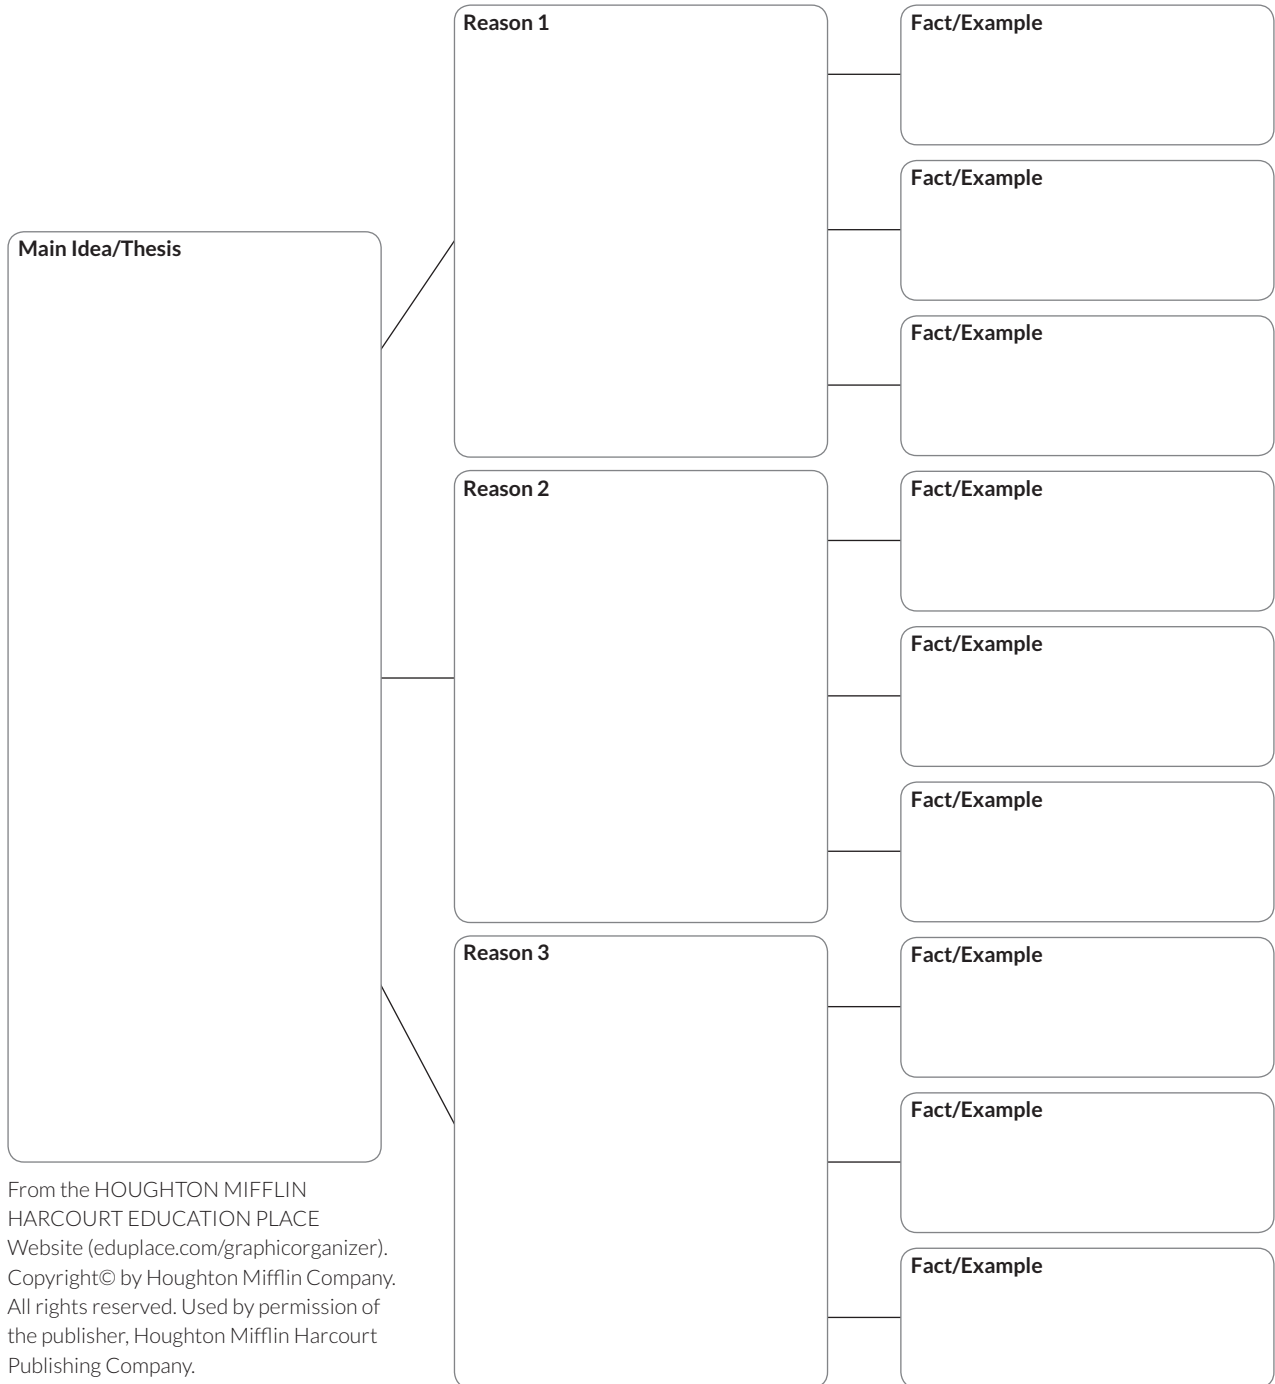 Main Idea/Thesis
Reason 1
Fact/Example
Fact/Example
Fact/Example
Reason 2
Fact/Example
Fact/Example
Fact/Example
Reason 3
Fact/Example
Fact/Example
Fact/Example
From the HOUGHTON MIFFLIN
HARCOURT EDUCATION PLACE
Website (eduplace.com/graphicorganizer).
Copyright© by Houghton Mifflin Company.
All rights reserved. Used by permission of
the publisher, Houghton Mifflin Harcourt
Publishing Company.